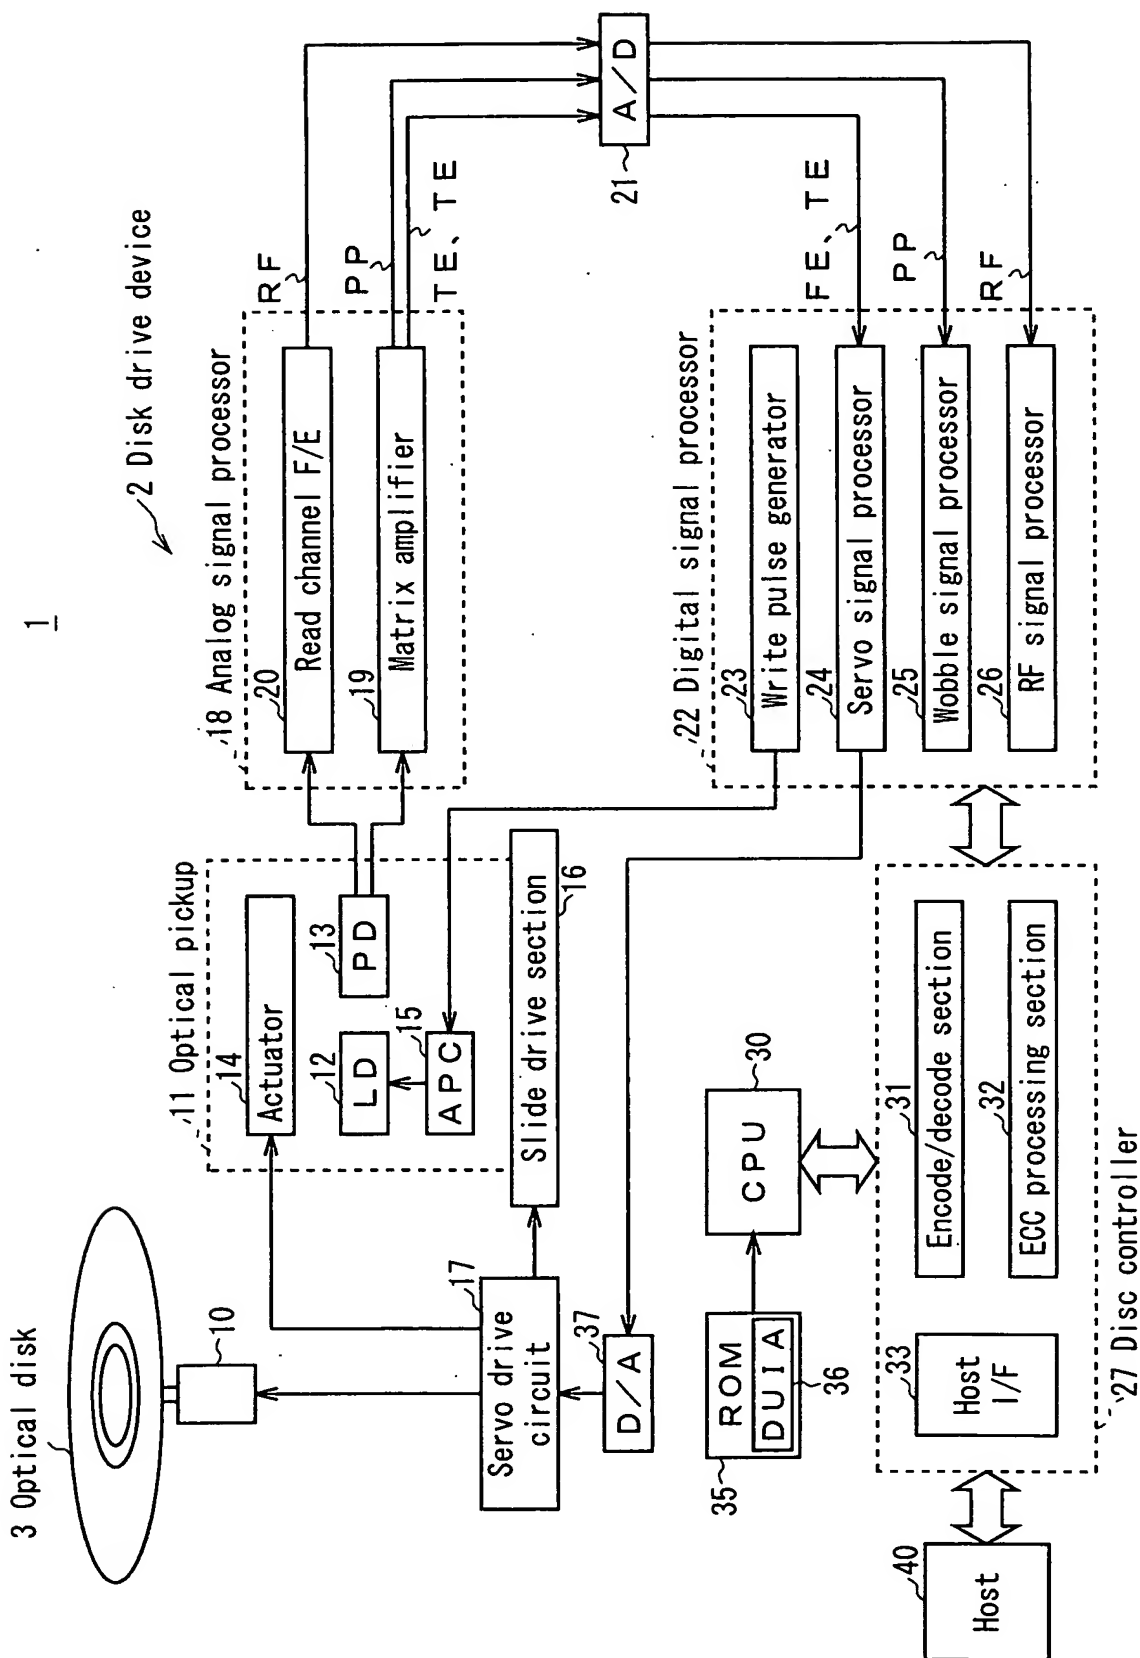 1
2 Disk drive device
3 Optical disk
10
11 Optical pickup
14
Actuator
12
LD
13
PD
15
APC
Slide drive section
16
17
Servo drive
circuit
37
D/A
18 Analog signal processor
20
Read channel F/E
19
Matrix amplifier
RF
PP
TE、TE
A/D
21
FE、TE
PP
RF
22 Digital signal processor
23
Write pulse generator
24
Servo signal processor
25
Wobble signal processor
26
RF signal processor
30
CPU
ROM
DUIA
35
36
31
Encode/decode section
32
ECC processing section
33
Host
I/F
27 Disc controller
40
Host